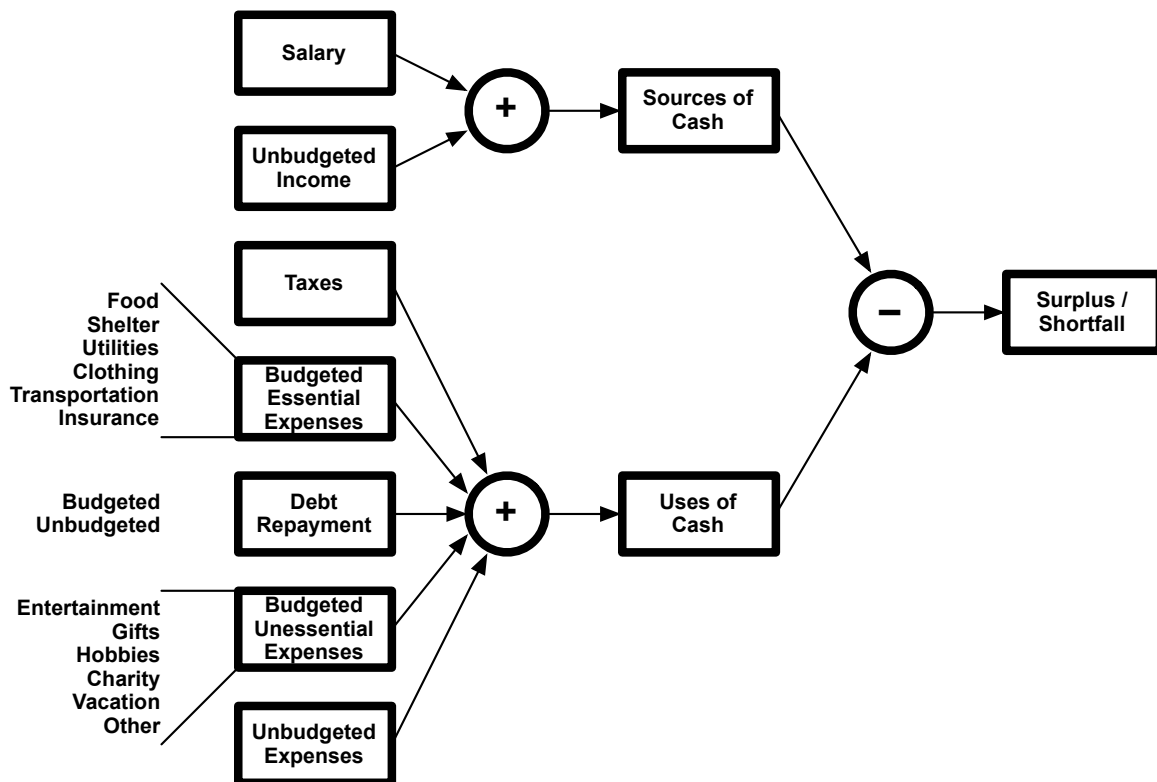 Salary
+
Sources of
Cash
Unbudgeted
Income
Taxes
–
Surplus /
Shortfall
Food
Shelter
Utilities
Clothing
Transportation
Insurance
Budgeted
Essential
Expenses
Budgeted
Unbudgeted
Debt
Repayment
+
Uses of
Cash
Entertainment
Gifts
Hobbies
Charity
Vacation
Other
Budgeted
Unessential
Expenses
Unbudgeted
Expenses